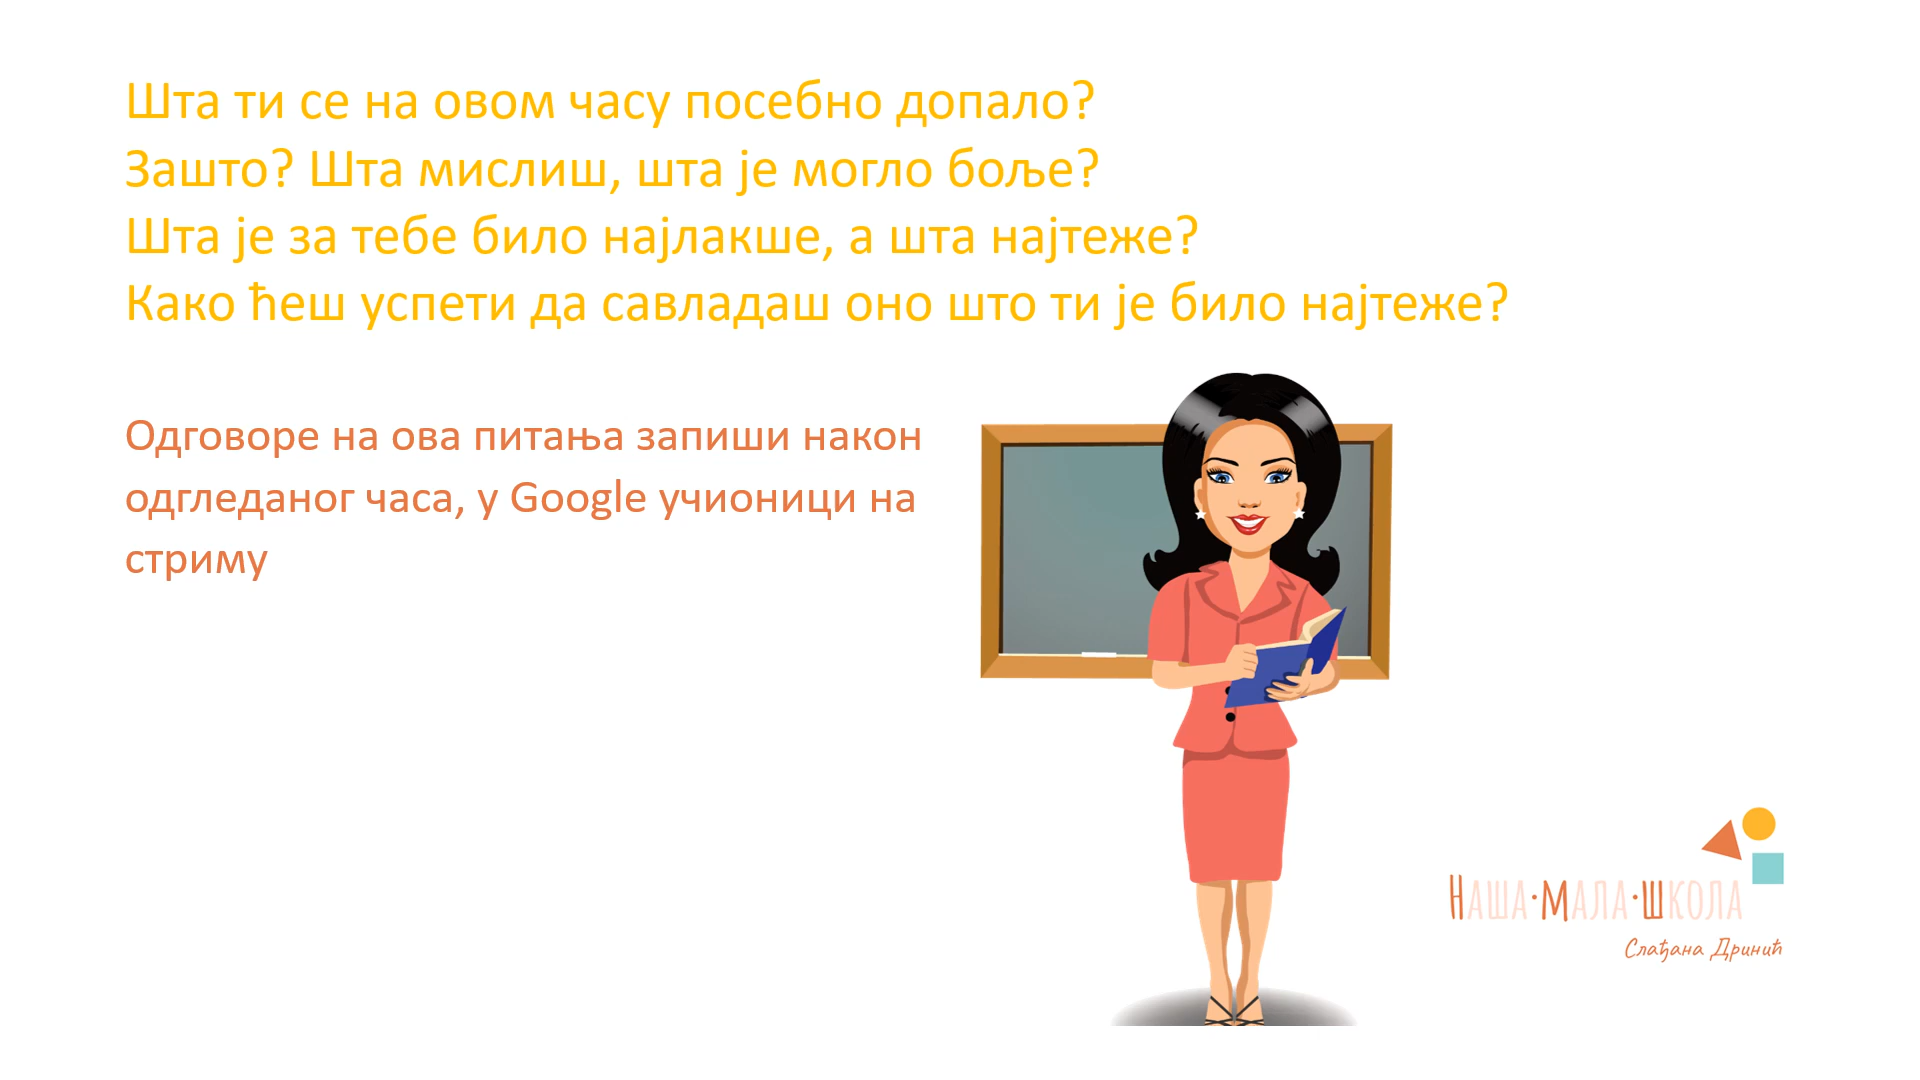 Шта ти се на овом часу посебно допало?
Зашто? Шта мислиш, шта је могло боље?
Шта је за тебе било најлакше, а шта најтеже?
Како ћеш успети да савладаш оно што ти је било најтеже?
Одговоре на ова питања запиши након
одгледаног часа, у Google учионици на
стриму
НАША·МАЛА·ШКОЛА
Слађана Дринић